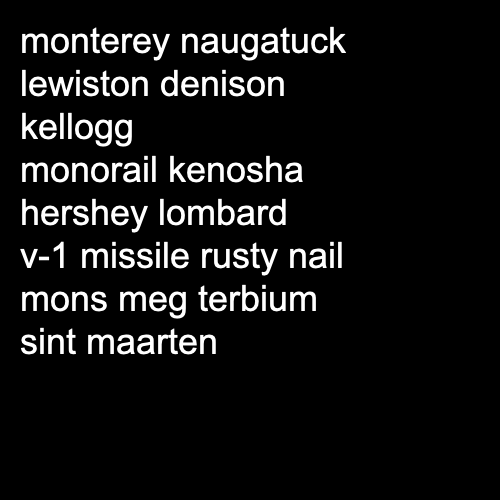 monterey naugatuck
lewiston denison
kellogg
monorail kenosha
hershey lombard
v-1 missile rusty nail
mons meg terbium
sint maarten